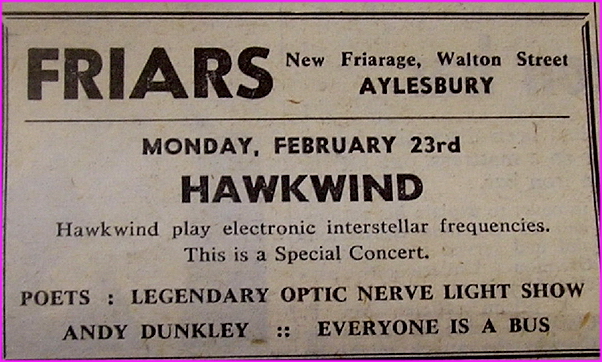 FRIARS New Friarage, Walton Street
AYLESBURY
MONDAY, FEBRUARY 23rd
HAWKWIND
Hawkwind play electronic interstellar frequencies.
This is a Special Concert.
POETS : LEGENDARY OPTIC NERVE LIGHT SHOW
ANDY DUNKLEY :: EVERYONE IS A BUS